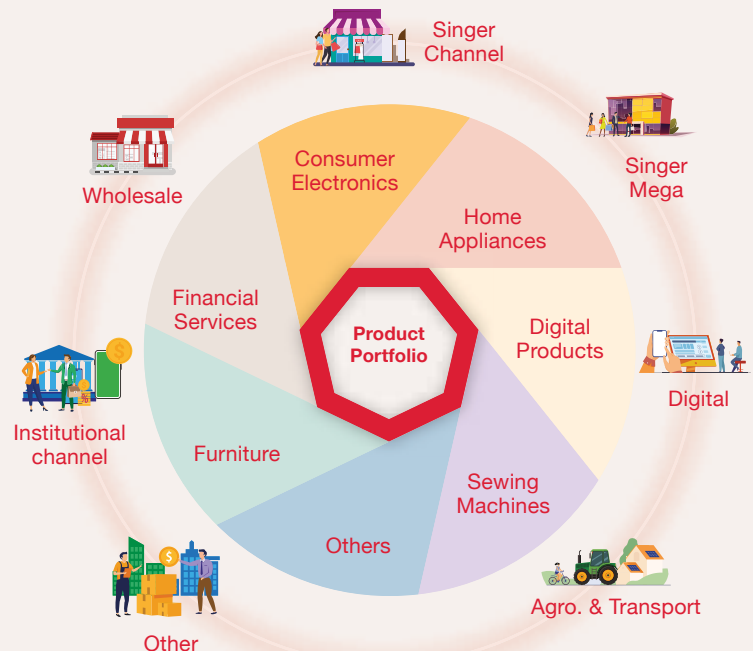 Singer
Channel
Singer
Mega
Wholesale
Consumer
Electronics
Home
Appliances
Financial
Services
Product
Portfolio
Digital
Products
Digital
Institutional
channel
Furniture
Sewing
Machines
Others
Agro. & Transport
Other